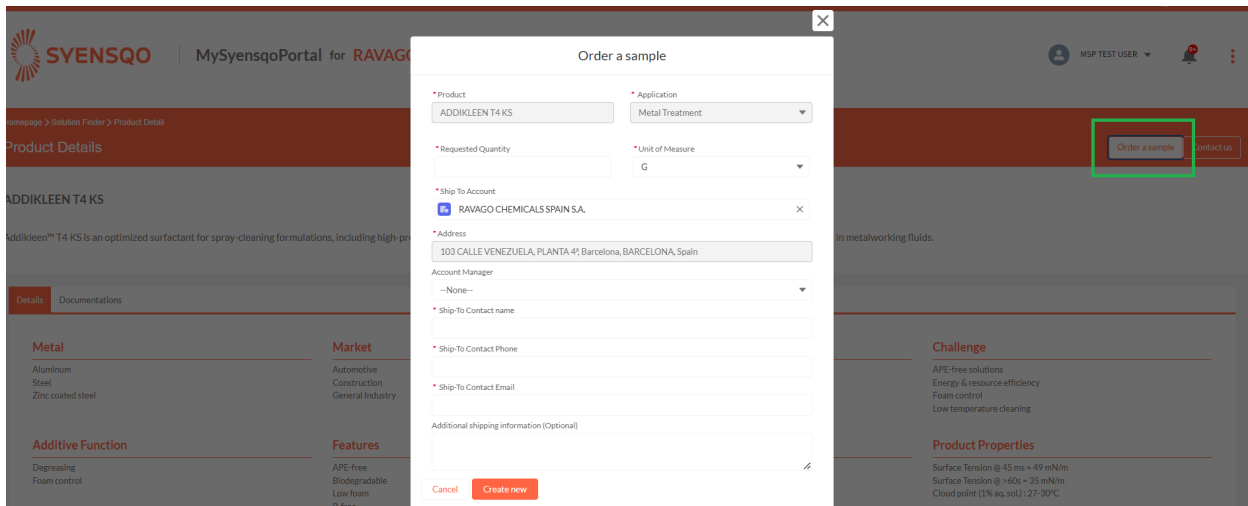 SYENSQO
MySyensqoPortal for RAVAGO
MSP TEST USER
9+
Homepage > Solution Finder > Product Detail
Product Details
Order a sample
Contact us
ADDIKLEEN T4 KS
Addikleen™ T4 KS is an optimized surfactant for spray-cleaning formulations, including high-pr
in metalworking fluids.
Details
Documentations
Metal
Aluminum
Steel
Zinc coated steel
Market
Automotive
Construction
General Industry
Challenge
APE-free solutions
Energy & resource efficiency
Foam control
Low temperature cleaning
Additive Function
Degreasing
Foam control
Features
APE-free
Biodegradable
Low foam
P-free
Product Properties
Surface Tension @ 45 ms = 49 mN/m
Surface Tension @ >60s = 35 mN/m
Cloud point (1% aq. sol.) : 27-30°C
Order a sample
* Product
ADDIKLEEN T4 KS
* Application
Metal Treatment
* Requested Quantity
* Unit of Measure
G
* Ship To Account
RAVAGO CHEMICALS SPAIN S.A.
* Address
103 CALLE VENEZUELA, PLANTA 4ª, Barcelona, BARCELONA, Spain
Account Manager
--None--
* Ship-To Contact name
* Ship-To Contact Phone
* Ship-To Contact Email
Additional shipping information (Optional)
Cancel
Create new